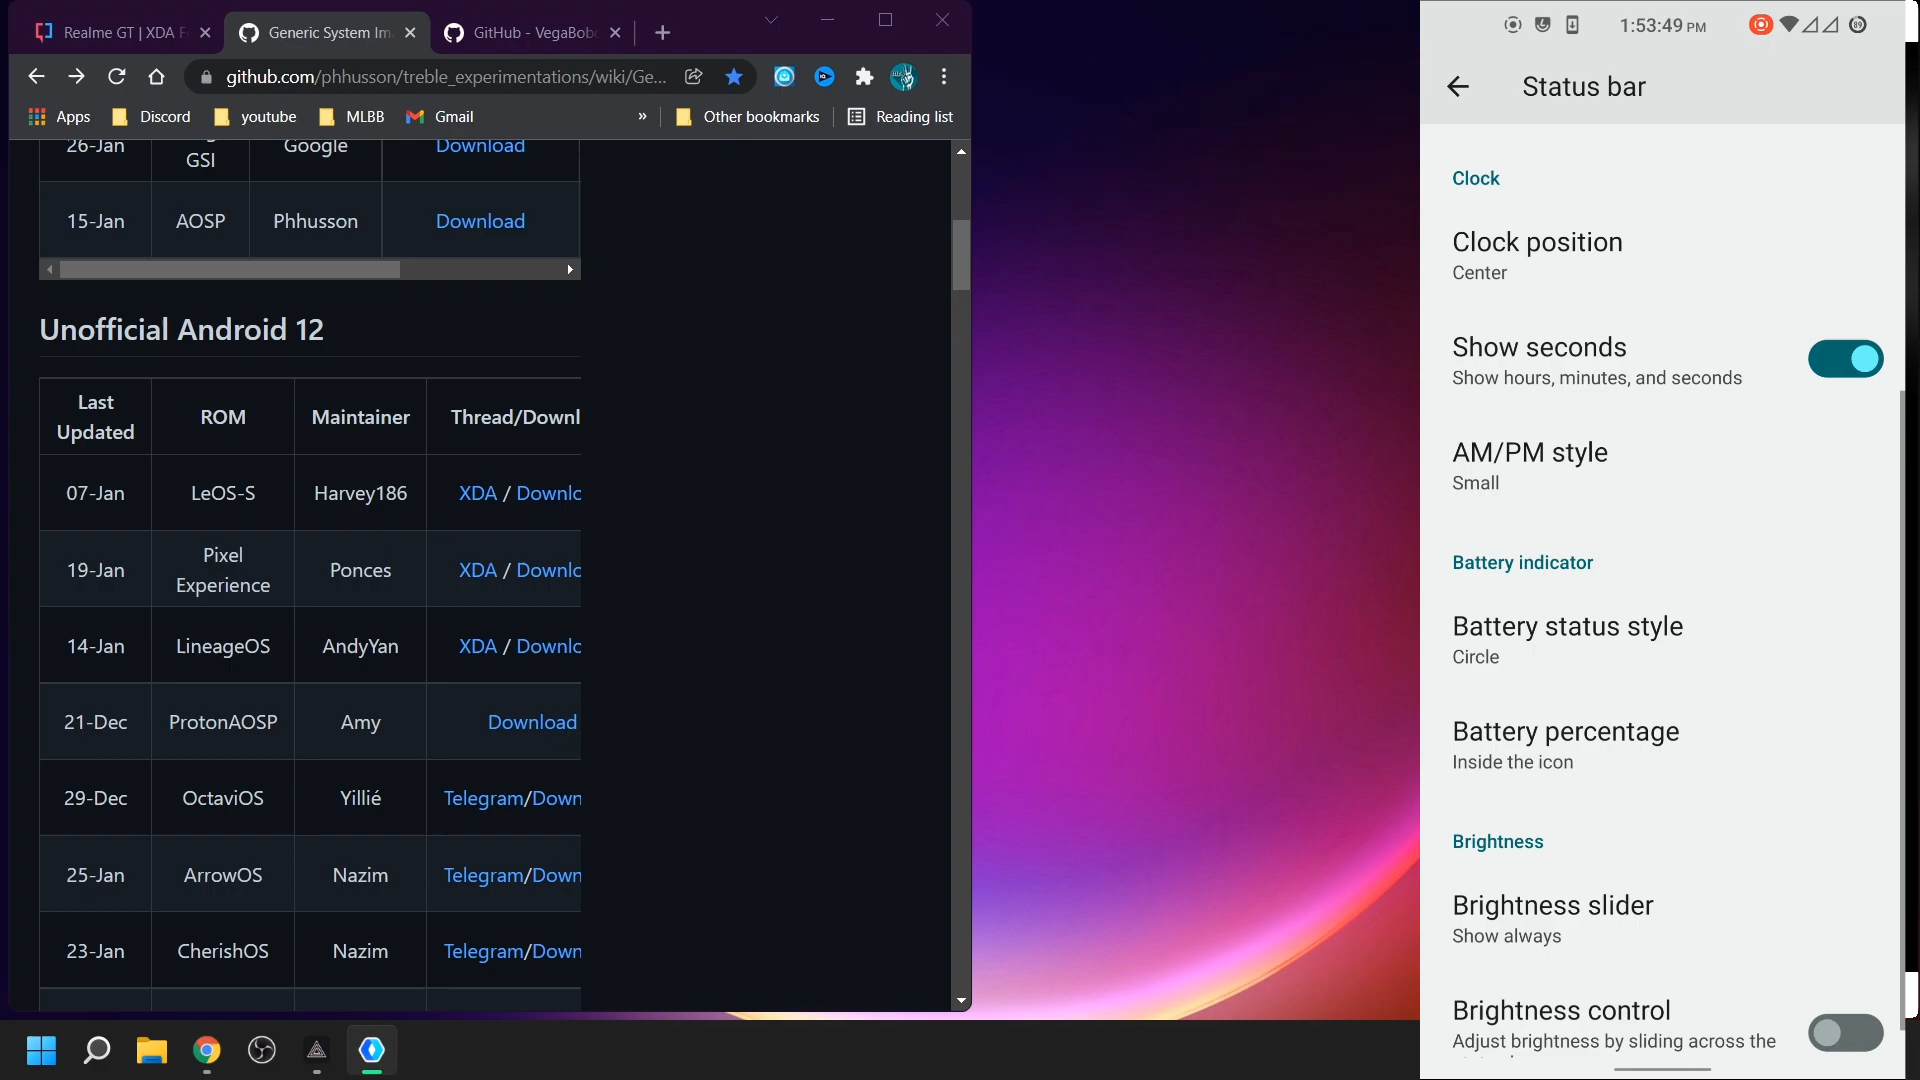 Realme GT | XDA F
Generic System Im
GitHub - VegaBob
github.com/phhusson/treble_experimentations/wiki/Ge...
Apps
Discord
youtube
MLBB
Gmail
»
Other bookmarks
Reading list
26-Jan
GSI
Google
Download
15-Jan
AOSP
Phhusson
Download
Unofficial Android 12
Last Updated
ROM
Maintainer
Thread/Downl
07-Jan
LeOS-S
Harvey186
XDA / Downlo
19-Jan
Pixel Experience
Ponces
XDA / Downlo
14-Jan
LineageOS
AndyYan
XDA / Downlo
21-Dec
ProtonAOSP
Amy
Download
29-Dec
OctaviOS
Yillié
Telegram/Down
25-Jan
ArrowOS
Nazim
Telegram/Down
23-Jan
CherishOS
Nazim
Telegram/Down
1:53:49 PM
89
Status bar
Clock
Clock position
Center
Show seconds
Show hours, minutes, and seconds
AM/PM style
Small
Battery indicator
Battery status style
Circle
Battery percentage
Inside the icon
Brightness
Brightness slider
Show always
Brightness control
Adjust brightness by sliding across the